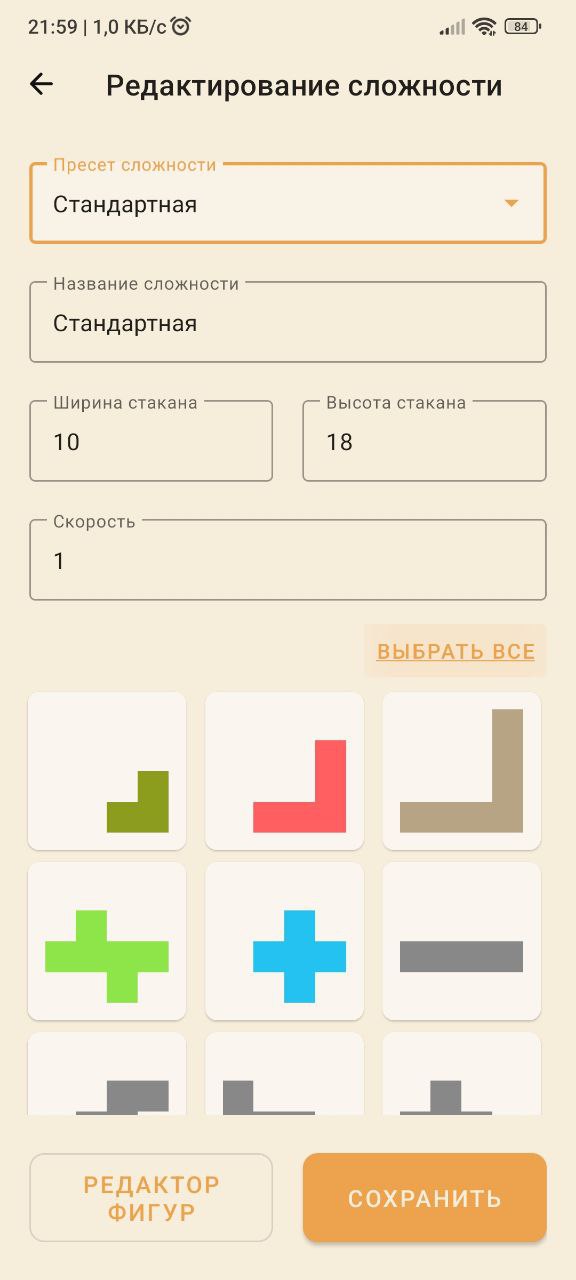 21:59 | 1,0 КБ/с
84
Редактирование сложности
Пресет сложности
Стандартная
Название сложности
Стандартная
Ширина стакана
Высота стакана
10
18
Скорость
1
ВЫБРАТЬ ВСЕ
РЕДАКТОР
ФИГУР
СОХРАНИТЬ